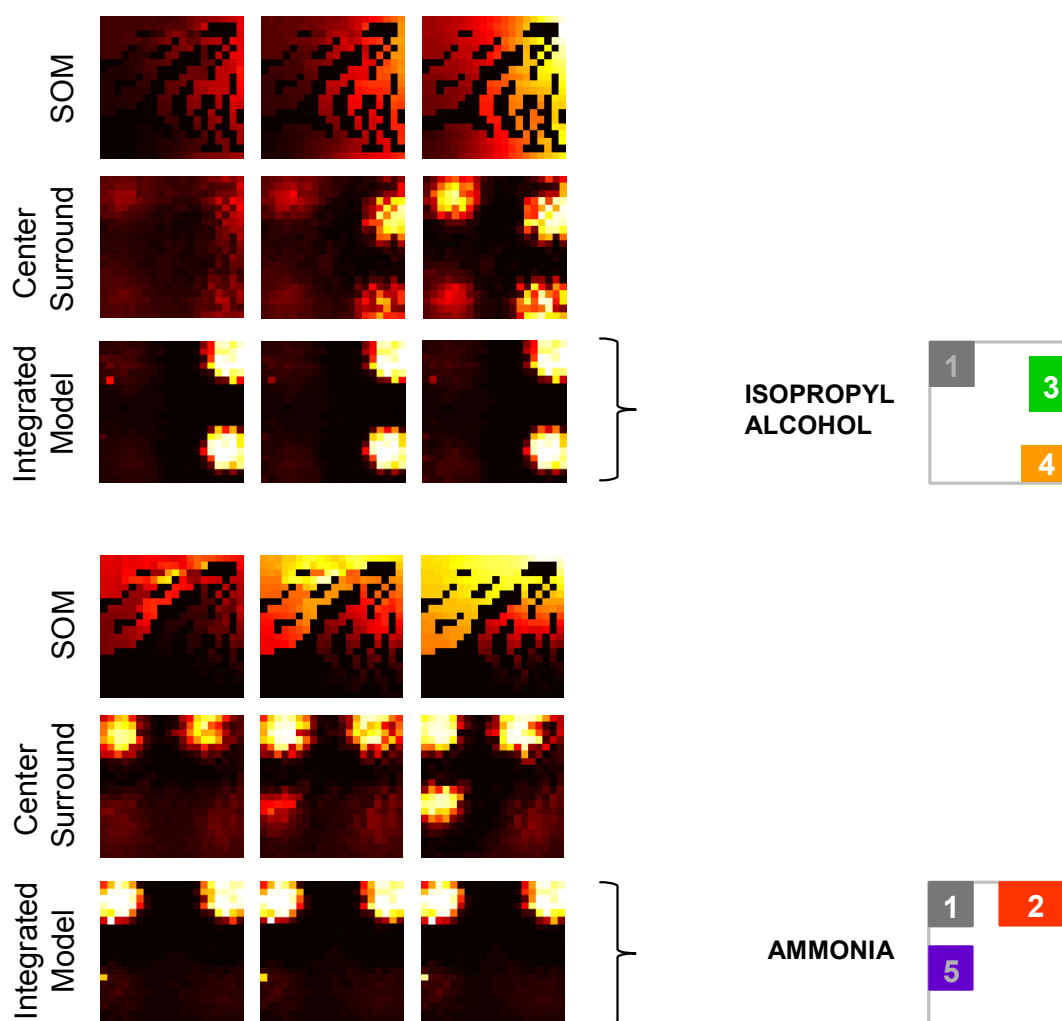 SOM
Center
Surround
Integrated
Model
ISOPROPYL
ALCOHOL
1
3
4
SOM
Center
Surround
Integrated
Model
AMMONIA
1
2
5